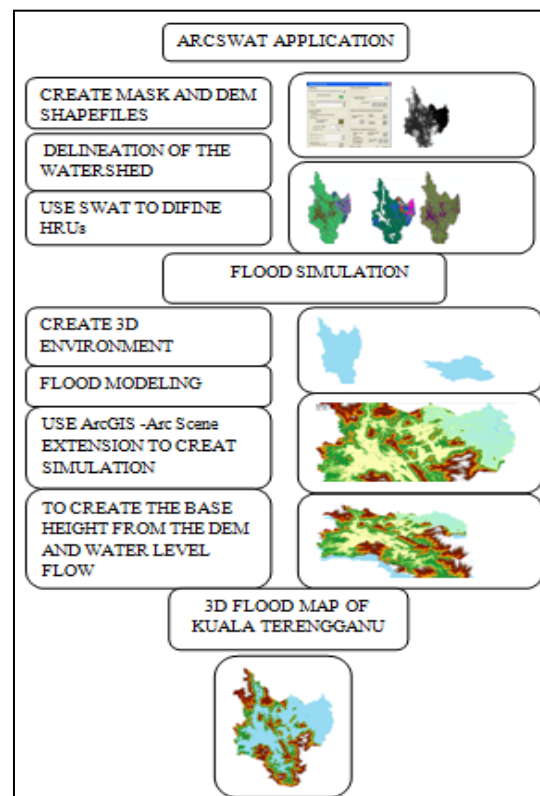 ARCSWAT APPLICATION
CREATE MASK AND DEM
SHAPEFILES
DELINEATION OF THE
WATERSHED
USE SWAT TO DIFINE
HRUs
FLOOD SIMULATION
CREATE 3D
ENVIRONMENT
FLOOD MODELING
USE ArcGIS -Arc Scene
EXTENSION TO CREAT
SIMULATION
TO CREATE THE BASE
HEIGHT FROM THE DEM
AND WATER LEVEL
FLOW
3D FLOOD MAP OF
KUALA TERENGGANU